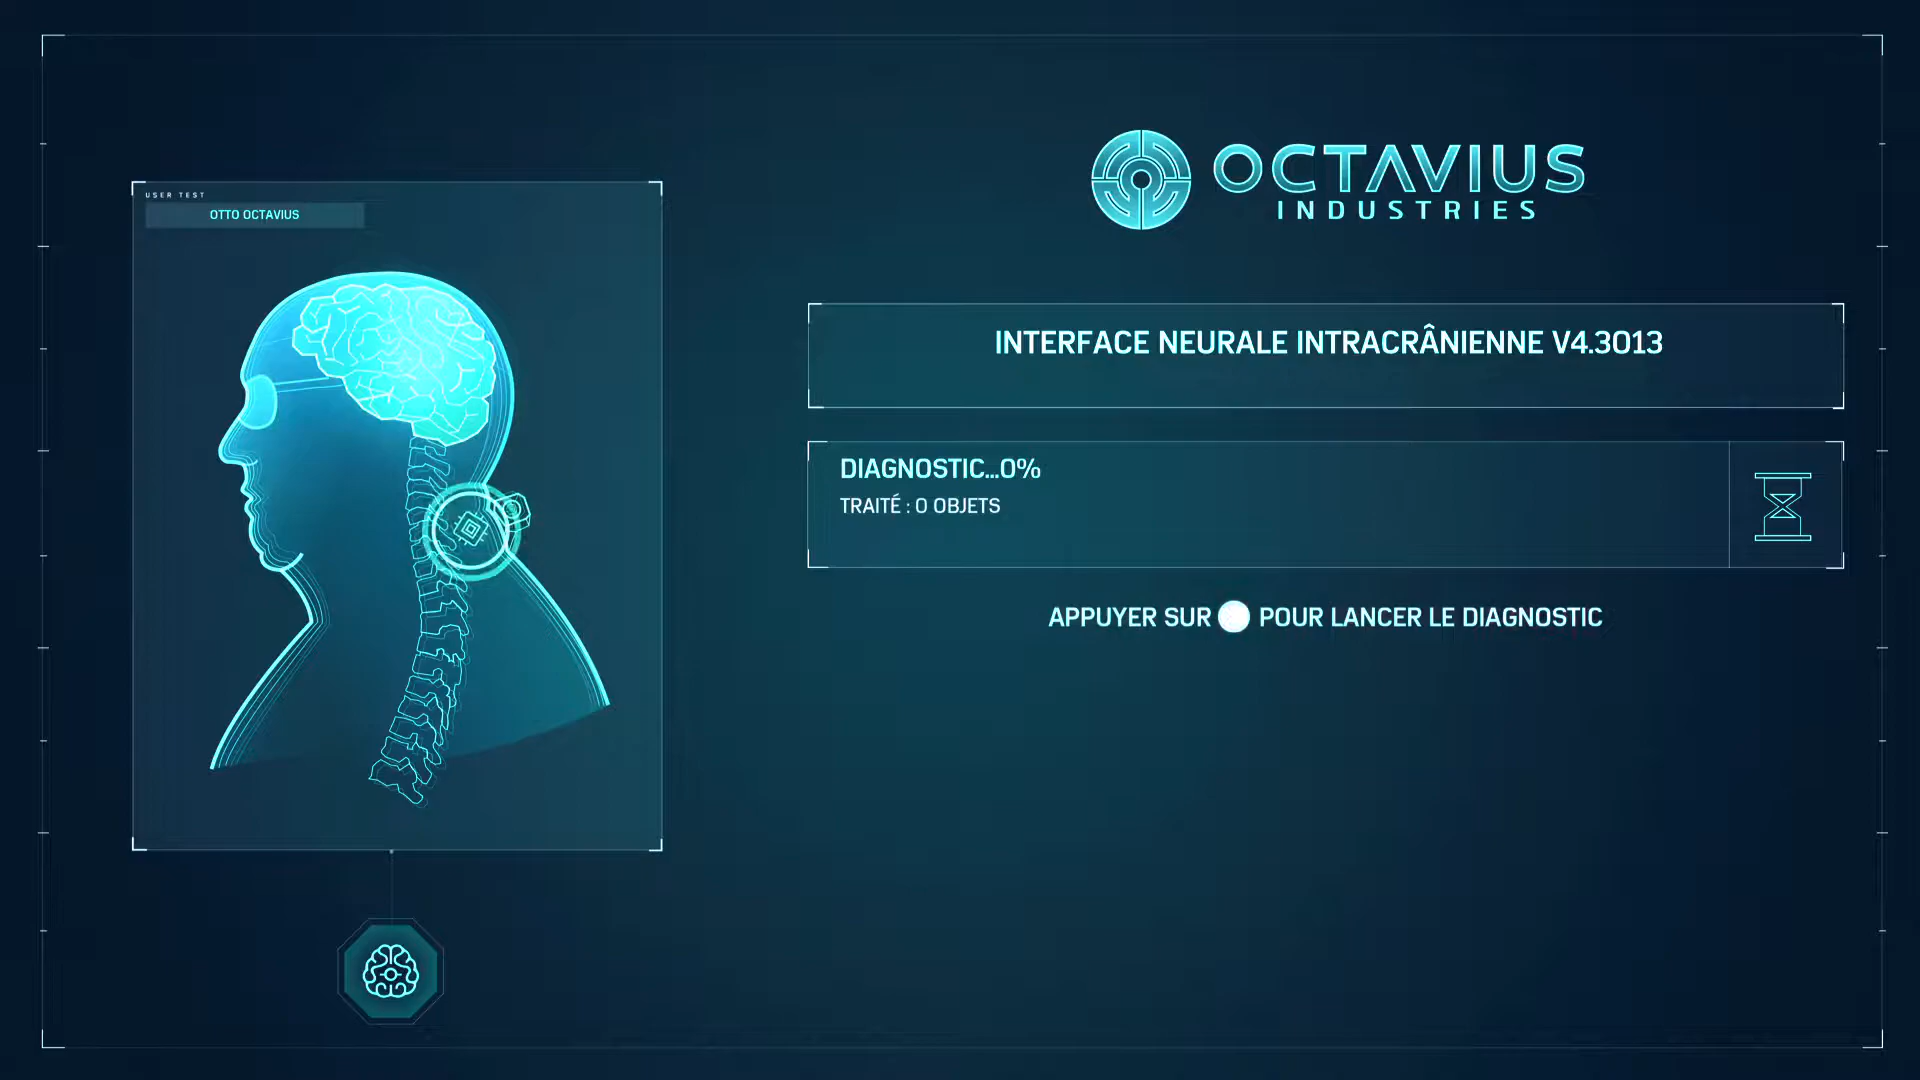 USER TEST
OTTO OCTAVIUS
OCTAVIUS
INDUSTRIES
INTERFACE NEURALE INTRACRÂNIENNE V4.3013
DIAGNOSTIC...0%
TRAITÉ : 0 OBJETS
APPUYER SUR POUR LANCER LE DIAGNOSTIC